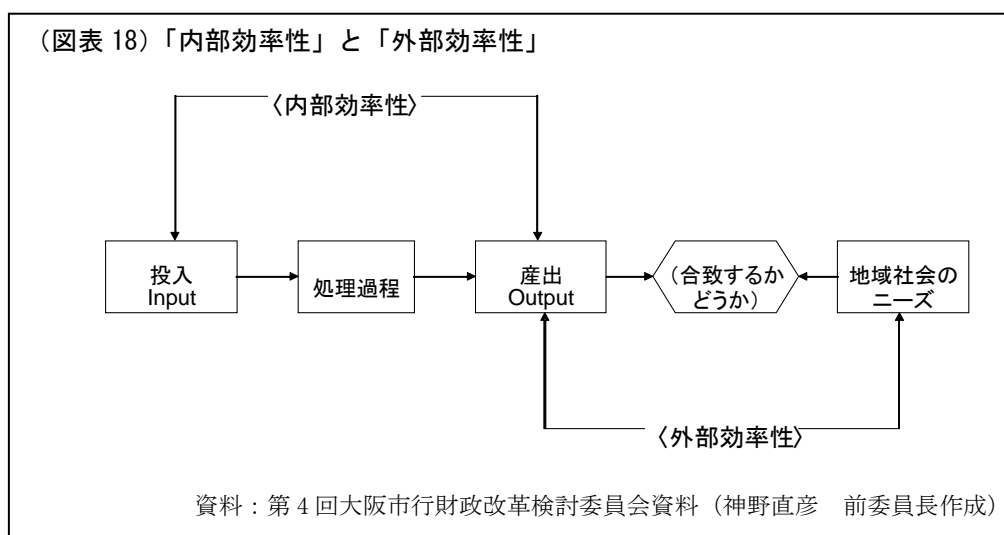 （図表 18）「内部効率性」と「外部効率性」
〈内部効率性〉
投入
Input
処理過程
産出
Output
（合致するか
どうか）
地域社会の
ニーズ
〈外部効率性〉
資料：第４回大阪市行財政改革検討委員会資料（神野直彦　前委員長作成）